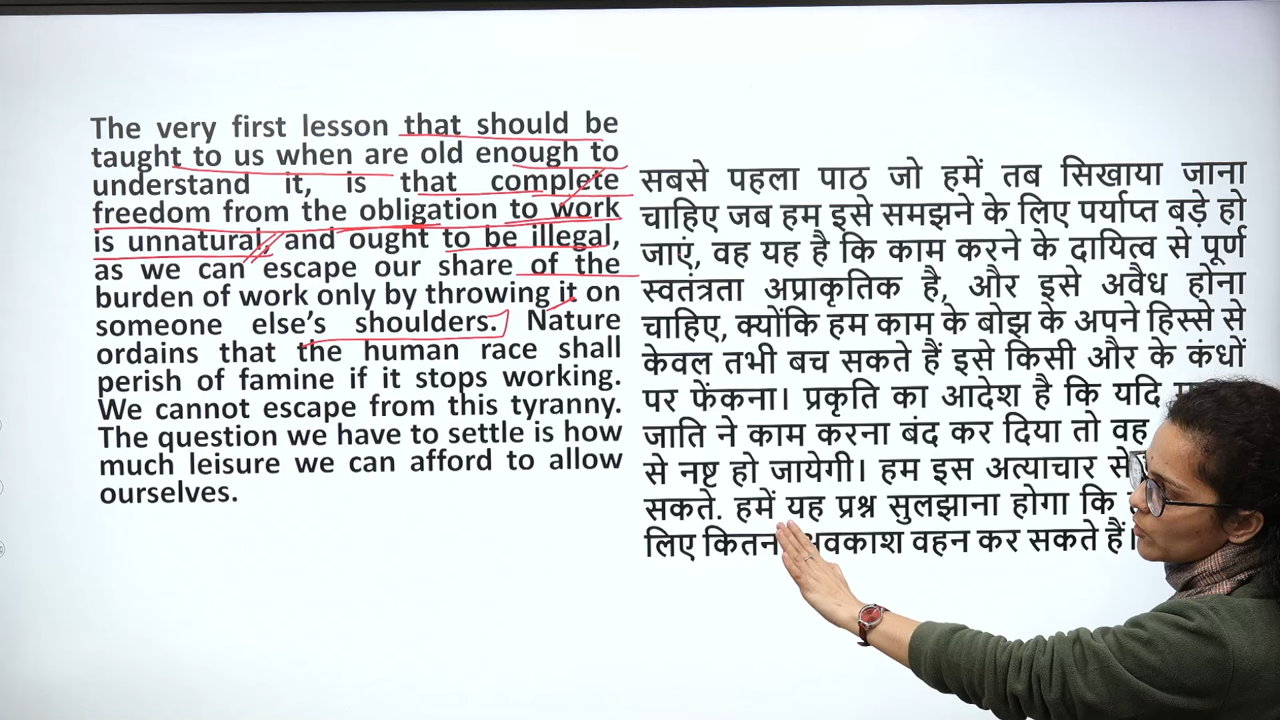 The very first lesson that should be
taught to us when are old enough to
understand it, is that complete
freedom from the obligation to work
is unnatural, and ought to be illegal,
as we can escape our share of the
burden of work only by throwing it on
someone else's shoulders. Nature
ordains that the human race shall
perish of famine if it stops working.
We cannot escape from this tyranny.
The question we have to settle is how
much leisure we can afford to allow
ourselves.
सबसे पहला पाठ जो हमें तब सिखाया जाना
चाहिए जब हम इसे समझने के लिए पर्याप्त बड़े हो
जाएं, वह यह है कि काम करने के दायित्व से पूर्ण
स्वतंत्रता अप्राकृतिक है, और इसे अवैध होना
चाहिए, क्योंकि हम काम के बोझ के अपने हिस्से से
केवल तभी बच सकते हैं इसे किसी और के कंधों
पर फेंकना। प्रकृति का आदेश है कि यदि
जाति ने काम करना बंद कर दिया तो वह
से नष्ट हो जायेगी। हम इस अत्याचार से
सकते. हमें यह प्रश्न सुलझाना होगा कि
लिए वहन कर सकते हैं।